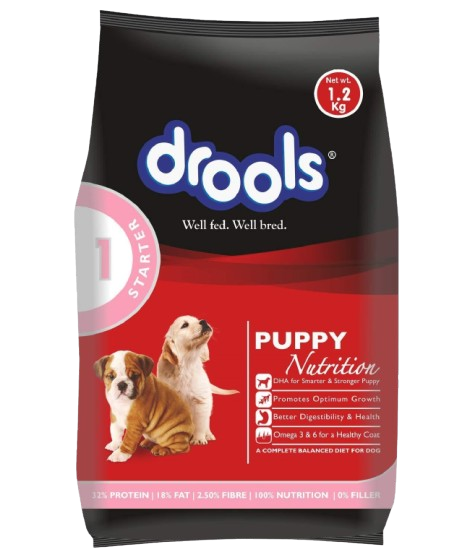 Net wt.
1.2
Kg
drools®
Well fed. Well bred.
1
STARTER
PUPPY
Nutrition
DHA for Smarter & Stronger Puppy
Promotes Optimum Growth
Better Digestibility & Health
Omega 3 & 6 for a Healthy Coat
A COMPLETE BALANCED DIET FOR DOG
32% PROTEIN | 18% FAT | 2.50% FIBRE | 100% NUTRITION | 0% FILLER